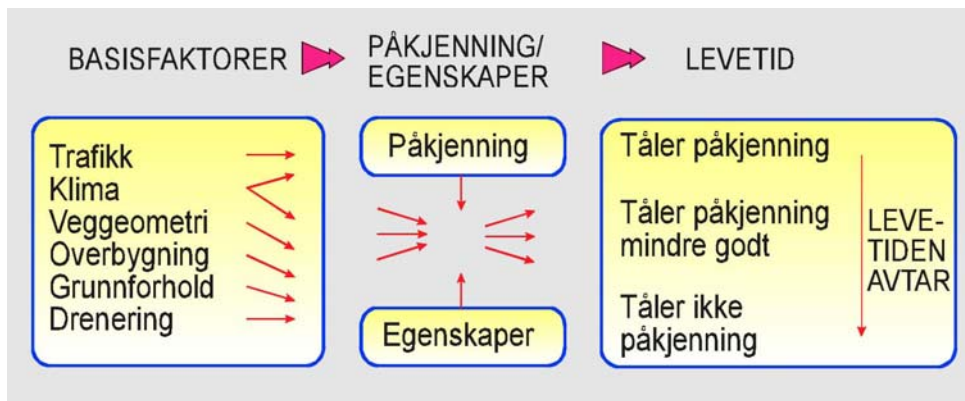 BASISFAKTORER
PÅKJENNING/
EGENSKAPER
LEVETID
Trafikk
Klima
Veggeometri
Overbygning
Grunnforhold
Drenering
Påkjenning
Egenskaper
Tåler påkjenning
Tåler påkjenning
mindre godt
Tåler ikke
påkjenning
LEVE-
TIDEN
AVTAR